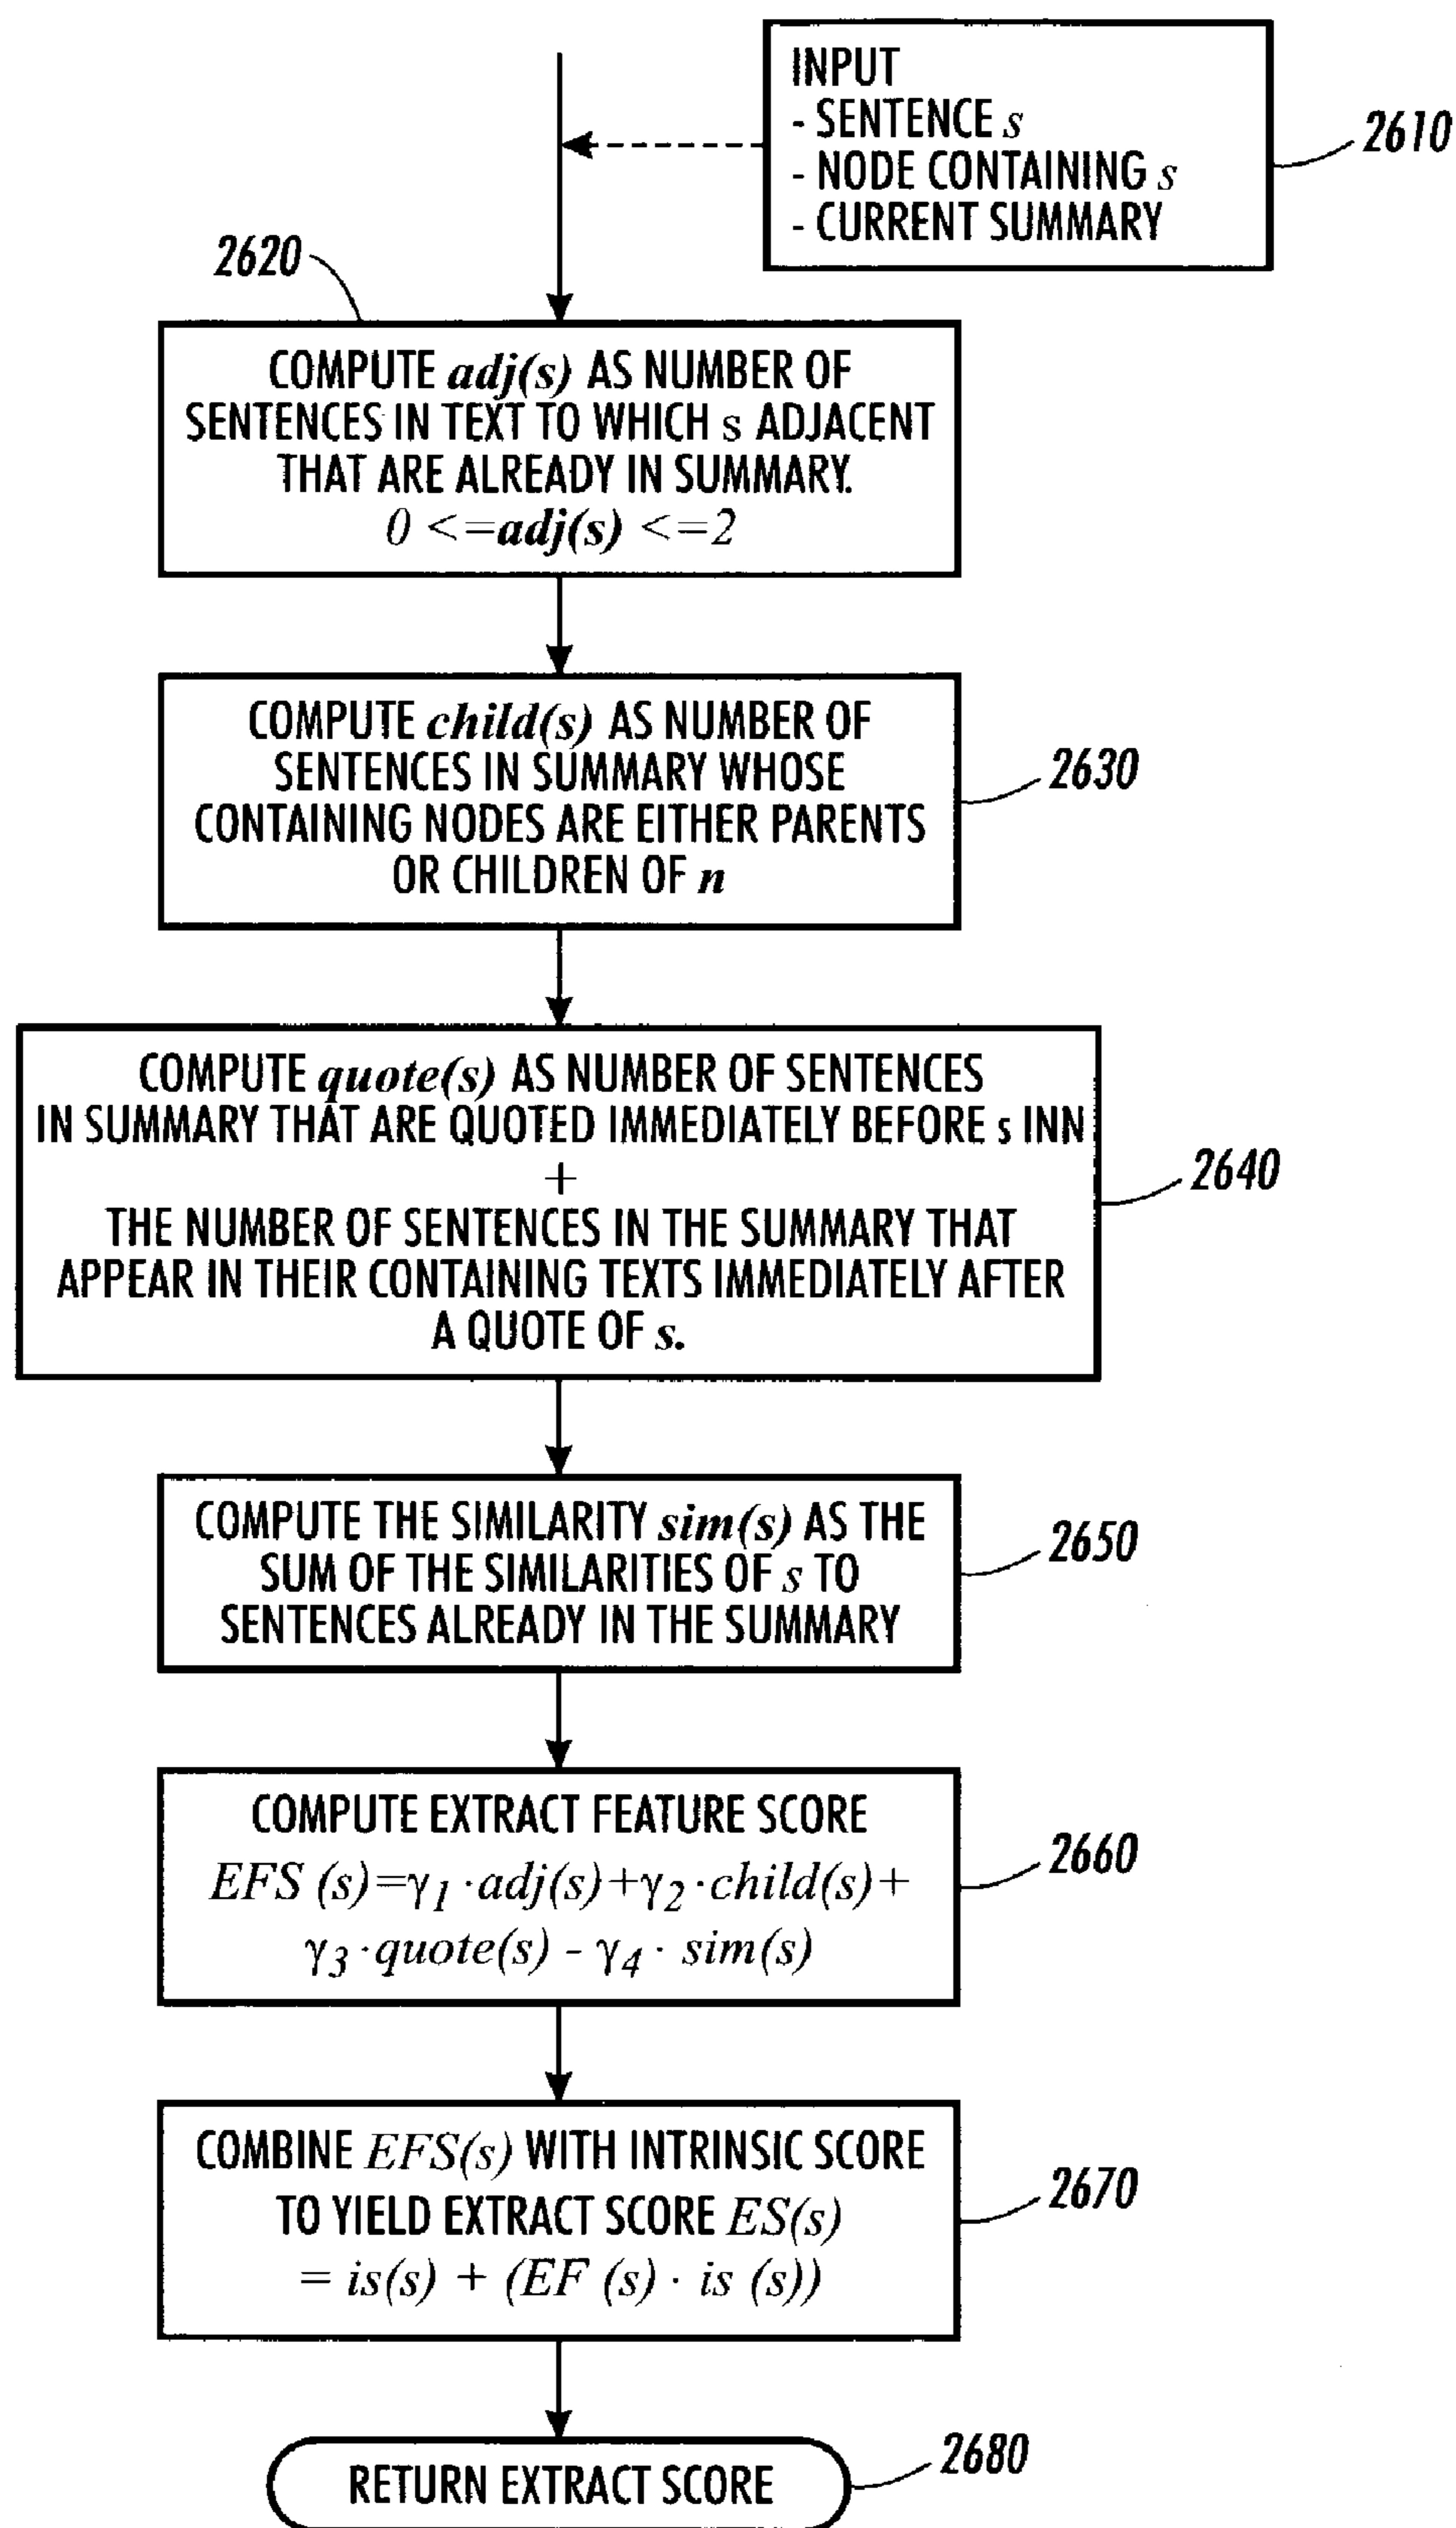 INPUT
- SENTENCE s
- NODE CONTAINING s
- CURRENT SUMMARY
2610
2620
COMPUTE adj(s) AS NUMBER OF
SENTENCES IN TEXT TO WHICH s ADJACENT
THAT ARE ALREADY IN SUMMARY.
0 <=adj(s) <=2
COMPUTE child(s) AS NUMBER OF
SENTENCES IN SUMMARY WHOSE
CONTAINING NODES ARE EITHER PARENTS
OR CHILDREN OF n
2630
COMPUTE quote(s) AS NUMBER OF SENTENCES
IN SUMMARY THAT ARE QUOTED IMMEDIATELY BEFORE s INN
+
THE NUMBER OF SENTENCES IN THE SUMMARY THAT
APPEAR IN THEIR CONTAINING TEXTS IMMEDIATELY AFTER
A QUOTE OF s.
2640
COMPUTE THE SIMILARITY sim(s) AS THE
SUM OF THE SIMILARITIES OF s TO
SENTENCES ALREADY IN THE SUMMARY
2650
COMPUTE EXTRACT FEATURE SCORE
EFS (s)=γ1 ·adj(s)+γ2 ·child(s)+
γ3 ·quote(s) - γ4 · sim(s)
2660
COMBINE EFS(s) WITH INTRINSIC SCORE
TO YIELD EXTRACT SCORE ES(s)
= is(s) + (EF (s) · is (s))
2670
RETURN EXTRACT SCORE
2680